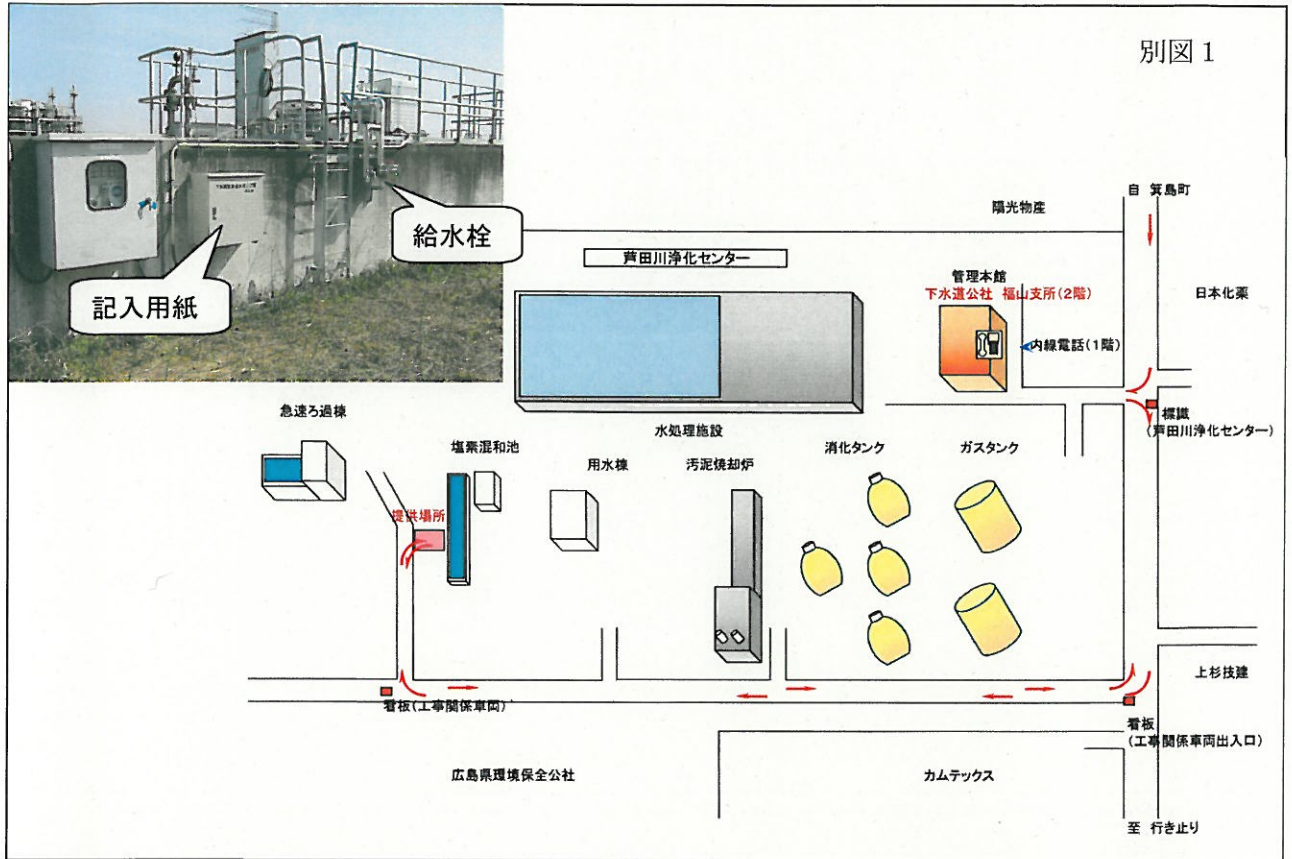 別図1
給水栓
記入用紙
自 箕島町
陽光物産
芦田川浄化センター
管理本館
下水道公社 福山支所(2階)
日本化薬
内線電話(1階)
標識
(芦田川浄化センター)
急速ろ過棟
水処理施設
塩素混和池
用水棟
汚泥焼却炉
消化タンク
ガスタンク
提供場所
上杉技建
看板(工事関係車両)
看板
(工事関係車両出入口)
広島県環境保全公社
カムテックス
至 行き止り